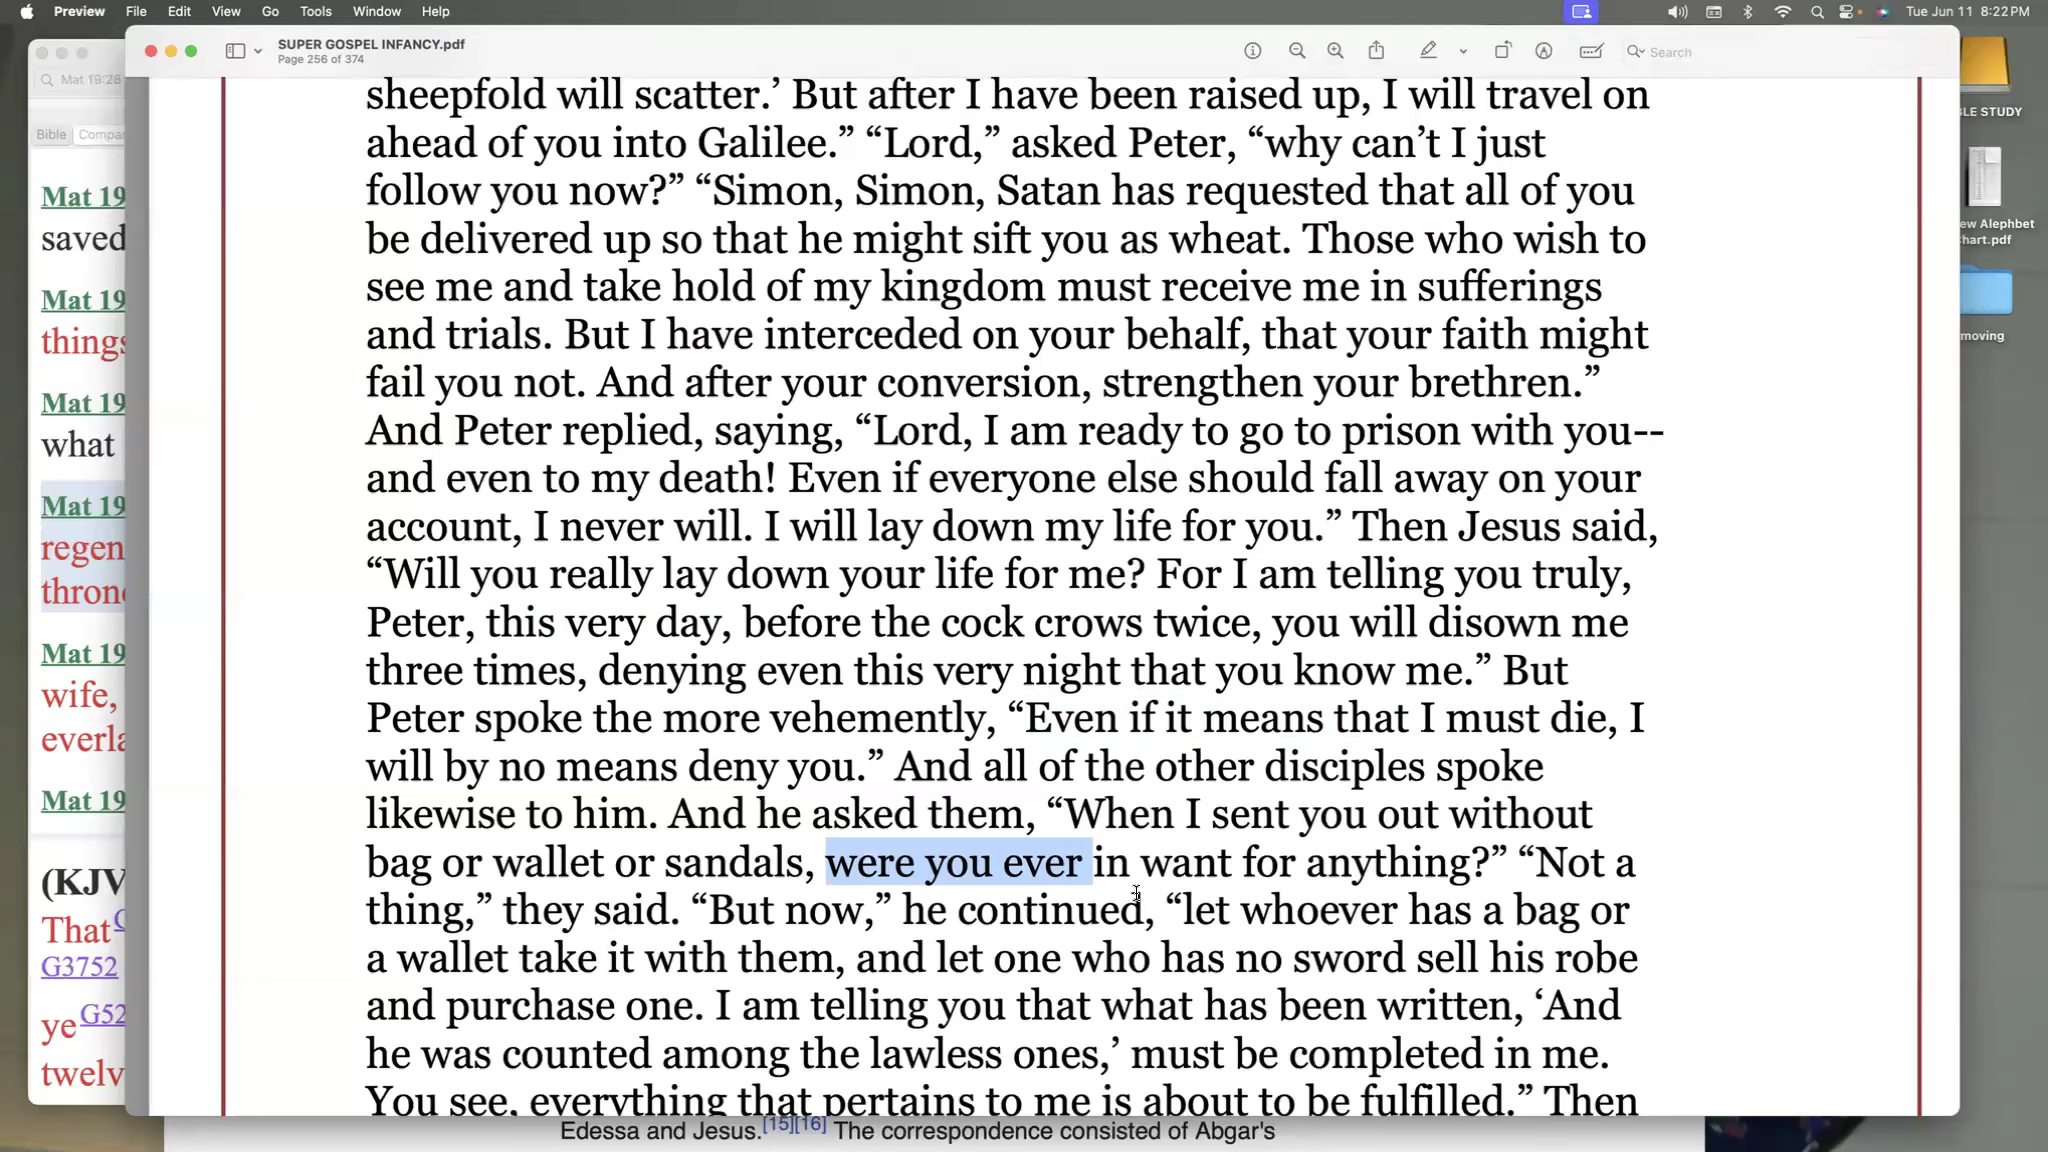 Preview File Edit View Go Tools Window Help
Tue Jun 11 8:22 PM
SUPER GOSPEL INFANCY.pdf
Page 256 of 374
Search
Mat 19:28
Bible
Mat 19
saved
Mat 19
things
Mat 19
what
Mat 19
Mat 19
wife,
Mat 19
(KJV
That
G3752
ye G52
sheepfold will scatter.’ But after I have been raised up, I will travel on
ahead of you into Galilee.” “Lord,” asked Peter, “why can’t I just
follow you now?” “Simon, Simon, Satan has requested that all of you
be delivered up so that he might sift you as wheat. Those who wish to
see me and take hold of my kingdom must receive me in sufferings
and trials. But I have interceded on your behalf, that your faith might
fail you not. And after your conversion, strengthen your brethren.”
And Peter replied, saying, “Lord, I am ready to go to prison with you--
and even to my death! Even if everyone else should fall away on your
account, I never will. I will lay down my life for you.” Then Jesus said,
“Will you really lay down your life for me? For I am telling you truly,
Peter, this very day, before the cock crows twice, you will disown me
three times, denying even this very night that you know me.” But
Peter spoke the more vehemently, “Even if it means that I must die, I
will by no means deny you.” And all of the other disciples spoke
likewise to him. And he asked them, “When I sent you out without
bag or wallet or sandals, were you ever in want for anything?” “Not a
thing,” they said. “But now,” he continued, “let whoever has a bag or
a wallet take it with them, and let one who has no sword sell his robe
and purchase one. I am telling you that what has been written, ‘And
he was counted among the lawless ones,’ must be completed in me.
You see, everything that pertains to me is about to be fulfilled.” Then
Edessa and Jesus.[15][16] The correspondence consisted of Abgar's
STUDY
Alephbet
moving